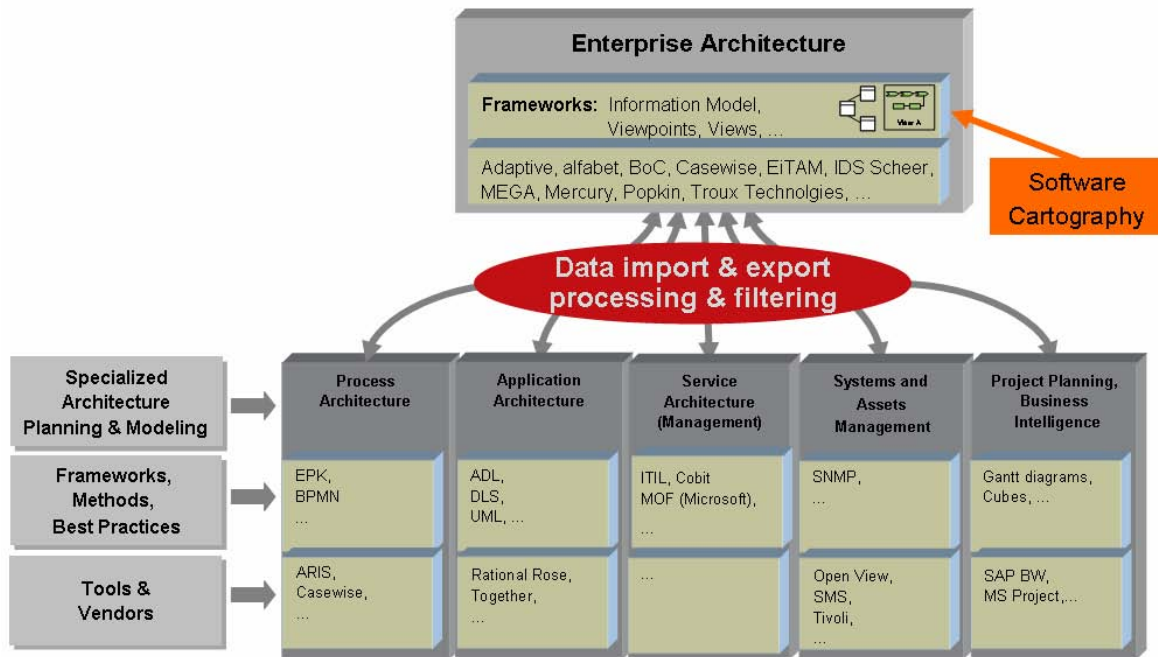 Enterprise Architecture
Frameworks: Information Model,
Viewpoints, Views, ...
View A
Adaptive, alfabet, BoC, Casewise, EiTAM, IDS Scheer,
MEGA, Mercury, Popkin, Troux Technolgies, ...
Software
Cartography
Data import & export
processing & filtering
Specialized
Architecture
Planning & Modeling
Process
Architecture
Application
Architecture
Service
Architecture
(Management)
Systems and
Assets
Management
Project Planning,
Business
Intelligence
Frameworks,
Methods,
Best Practices
EPK,
BPMN
...
ADL,
DLS,
UML, ...
ITIL, Cobit
MOF (Microsoft),
...
SNMP,
...
Gantt diagrams,
Cubes, ...
Tools &
Vendors
ARIS,
Casewise,
...
Rational Rose,
Together,
...
...
Open View,
SMS,
Tivoli,
...
SAP BW,
MS Project,...